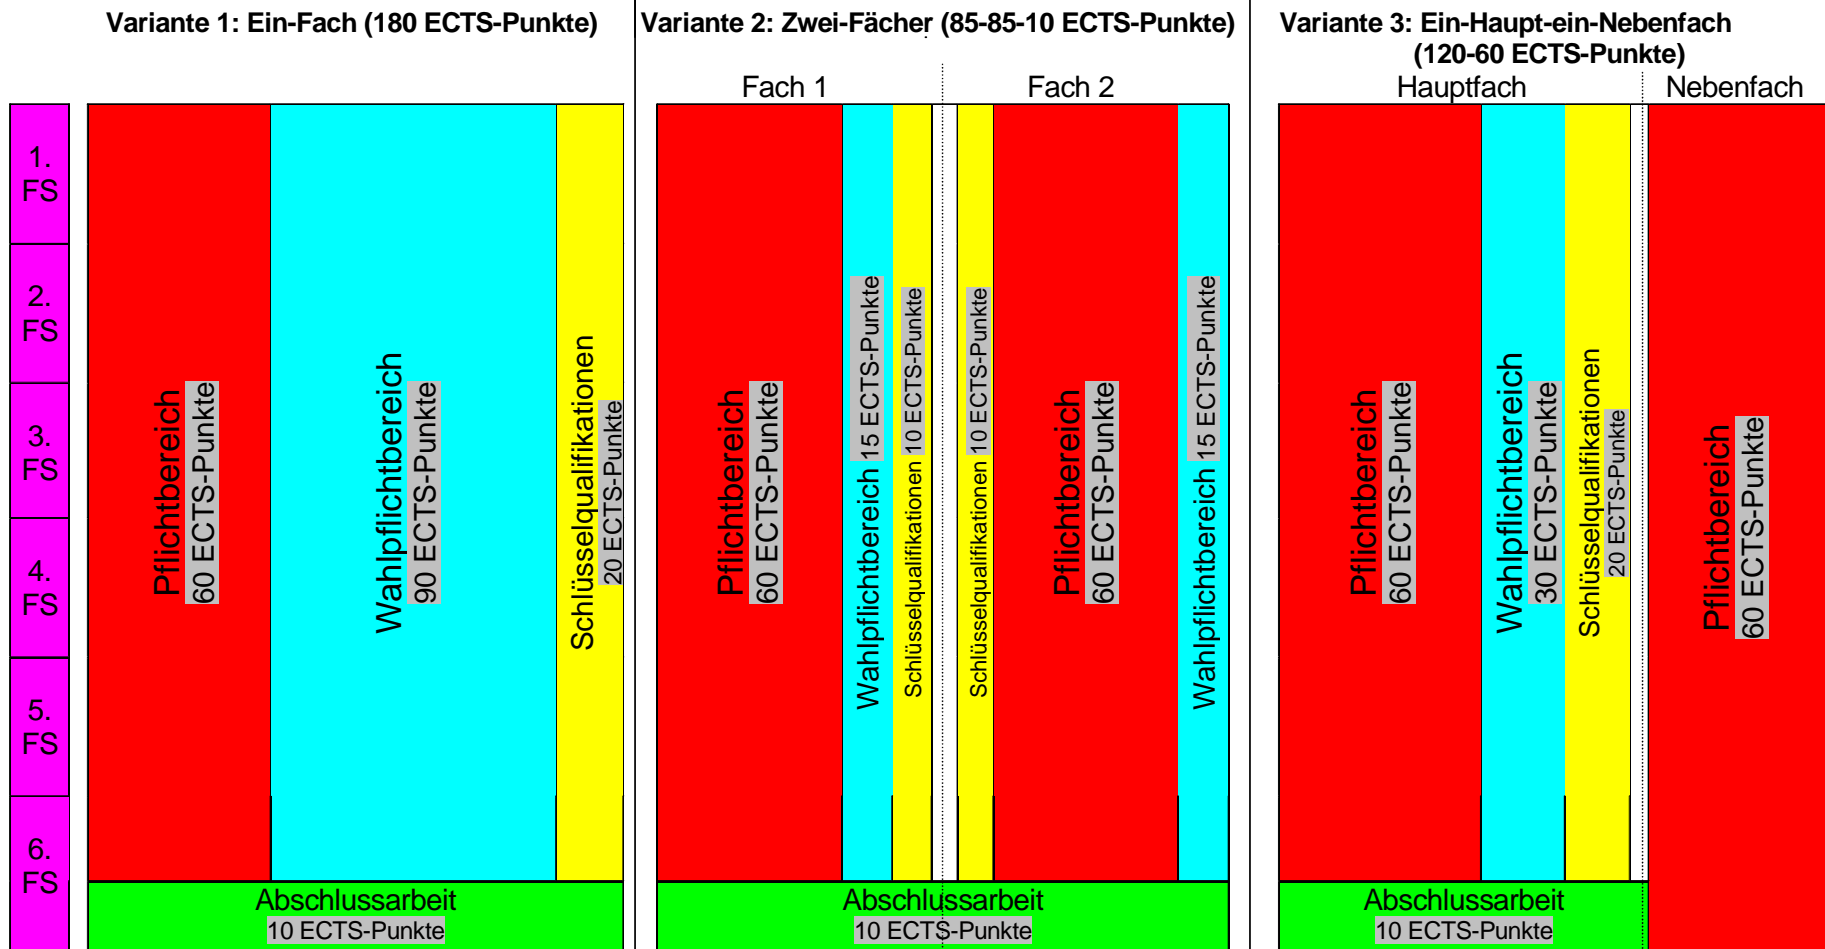 Variante 1: Ein-Fach (180 ECTS-Punkte)
Variante 2: Zwei-Fächer (85-85-10 ECTS-Punkte)
Variante 3: Ein-Haupt-ein-Nebenfach
(120-60 ECTS-Punkte)
Fach 1
Fach 2
Hauptfach
Nebenfach
1.
FS
2.
FS
3.
FS
4.
FS
5.
FS
6.
FS
Pflichtbereich
60 ECTS-Punkte
Wahlpflichtbereich
90 ECTS-Punkte
Schlüsselqualifikationen
20 ECTS-Punkte
Abschlussarbeit
10 ECTS-Punkte
Pflichtbereich
60 ECTS-Punkte
Wahlpflichtbereich 15 ECTS-Punkte
Schlüsselqualifikationen 10 ECTS-Punkte
Schlüsselqualifikationen 10 ECTS-Punkte
Pflichtbereich
60 ECTS-Punkte
Wahlpflichtbereich 15 ECTS-Punkte
Abschlussarbeit
10 ECTS-Punkte
Pflichtbereich
60 ECTS-Punkte
Wahlpflichtbereich
30 ECTS-Punkte
Schlüsselqualifikationen
20 ECTS-Punkte
Pflichtbereich
60 ECTS-Punkte
Abschlussarbeit
10 ECTS-Punkte